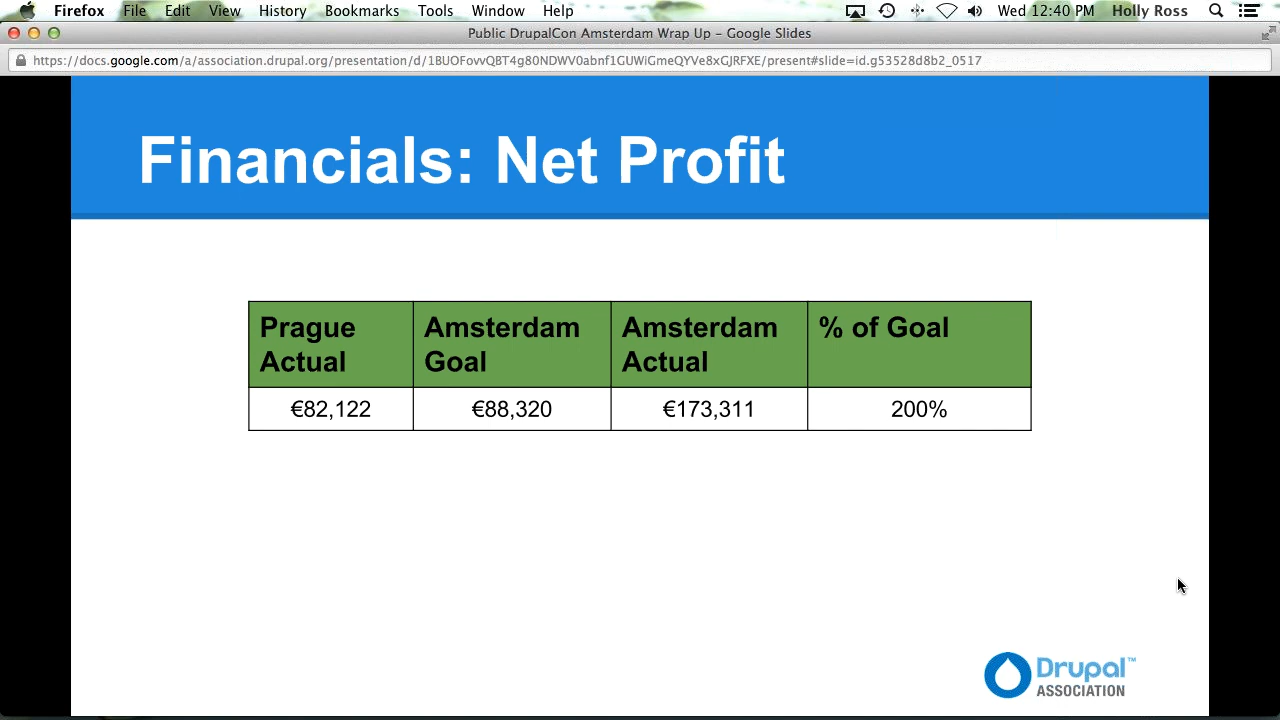 Firefox File Edit View History Bookmarks Tools Window Help Wed 12:40 PM Holly Ross
Public DrupalCon Amsterdam Wrap Up – Google Slides
https://docs.google.com/a/association.drupal.org/presentation/d/1BUOFovvQBT4g80NDWV0abnf1GUWiGmeQYVe8xGJRFXE/present#slide=id.g53528d8b2_0517
Financials: Net Profit
Prague Actual
Amsterdam Goal
Amsterdam Actual
% of Goal
€82,122
€88,320
€173,311
200%
Drupal™
ASSOCIATION